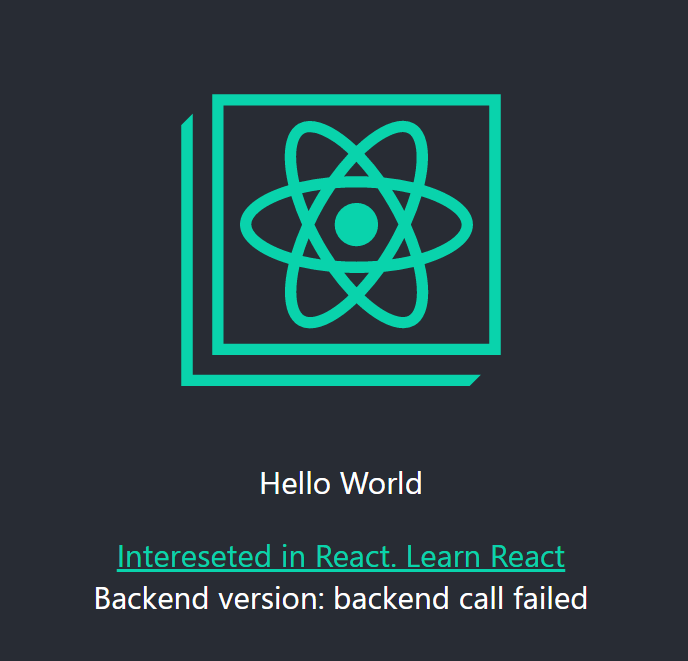 Hello World
Intereseted in React. Learn React
Backend version: backend call failed